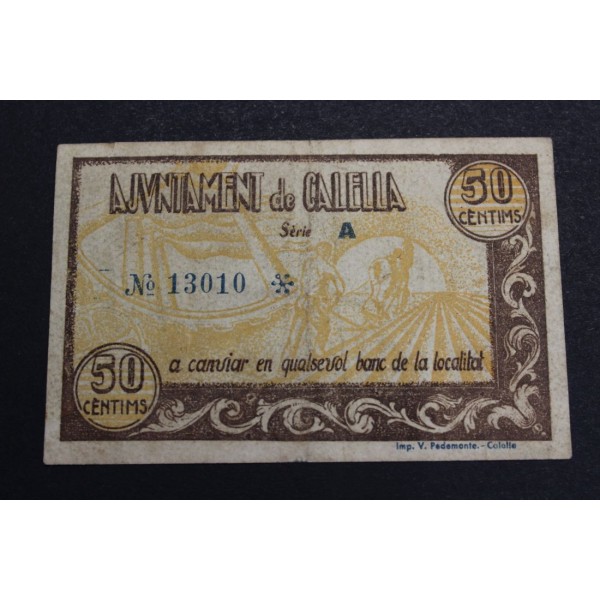 AJVNTAMENT de CALELLA
50
CÈNTIMS
Sèrie A
Nº 13010
a canviar en qualsevol banc de la localitat
50
CÈNTIMS
Imp. V. Pedemonte. - Calella